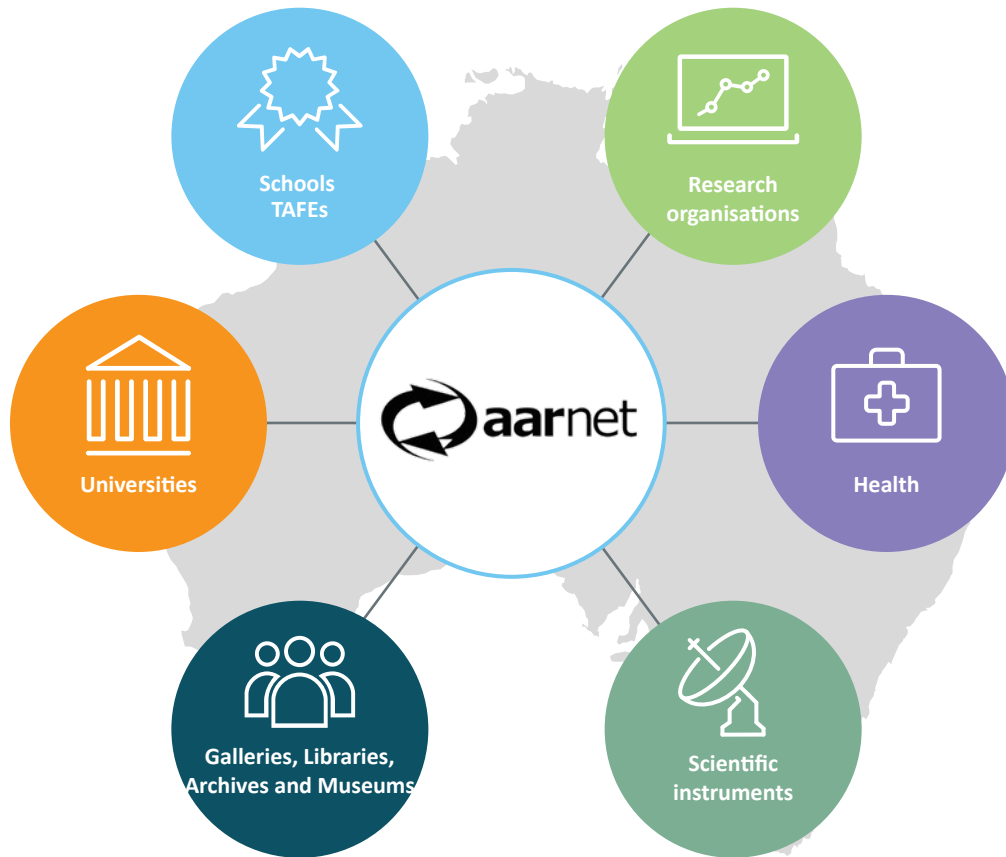 Schools
TAFEs
Research
organisations
Universities
aarnet
Health
Galleries, Libraries,
Archives and Museums
Scientific
instruments